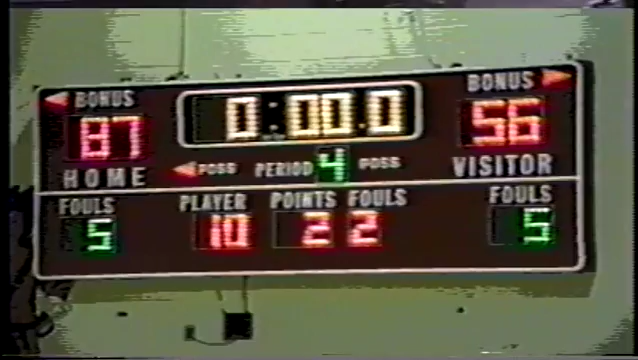 BONUS 0:00.0 BONUS
87 56
HOME POSS PERIOD 4 POSS VISITOR
FOULS PLAYER POINTS FOULS FOULS
5 10 2 2 5